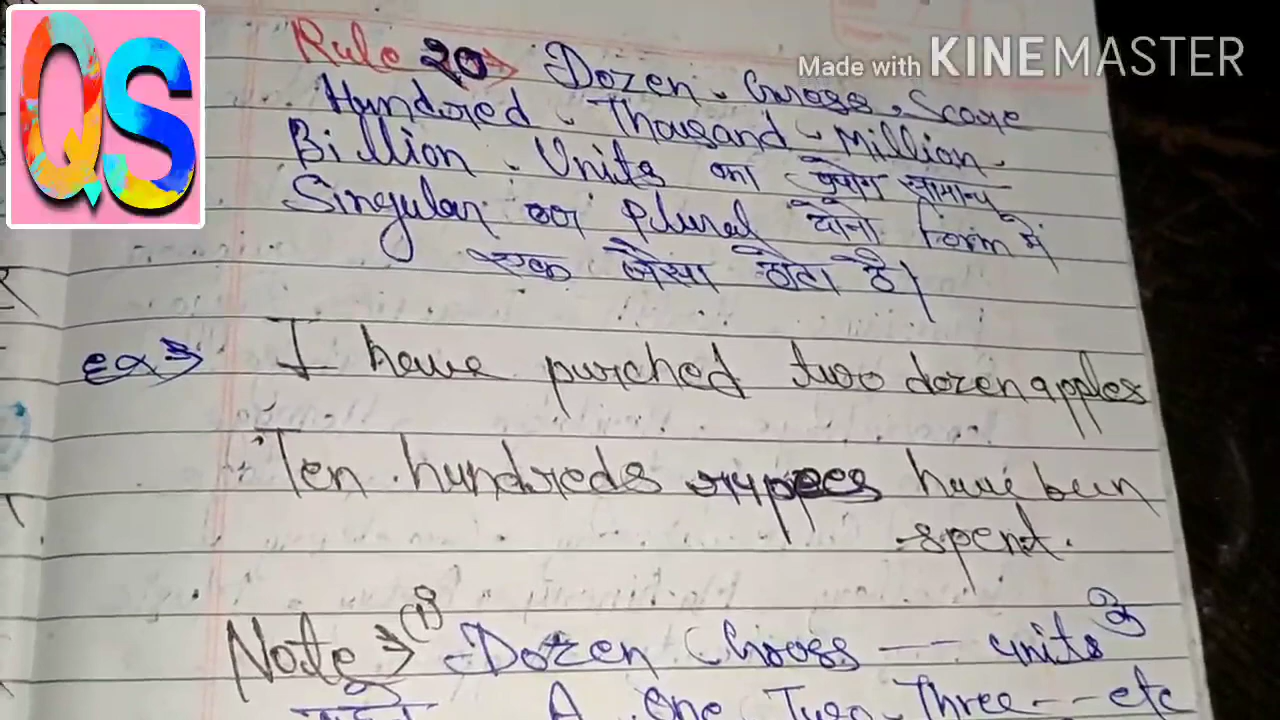 QS
Made with KINEMASTER
Rule 20 → Dozen, Gross, Score
Hundred, Thousand, Million,
Billion, Units का प्रयोग सामान्य
Singular or plural दोनो form में
एक जैसा होता है।
ex → I have purched two dozen apples
Ten hundreds rupees have been
spent.
Note → (1) Dozen Gross --- units के
A one Two, Three --- etc